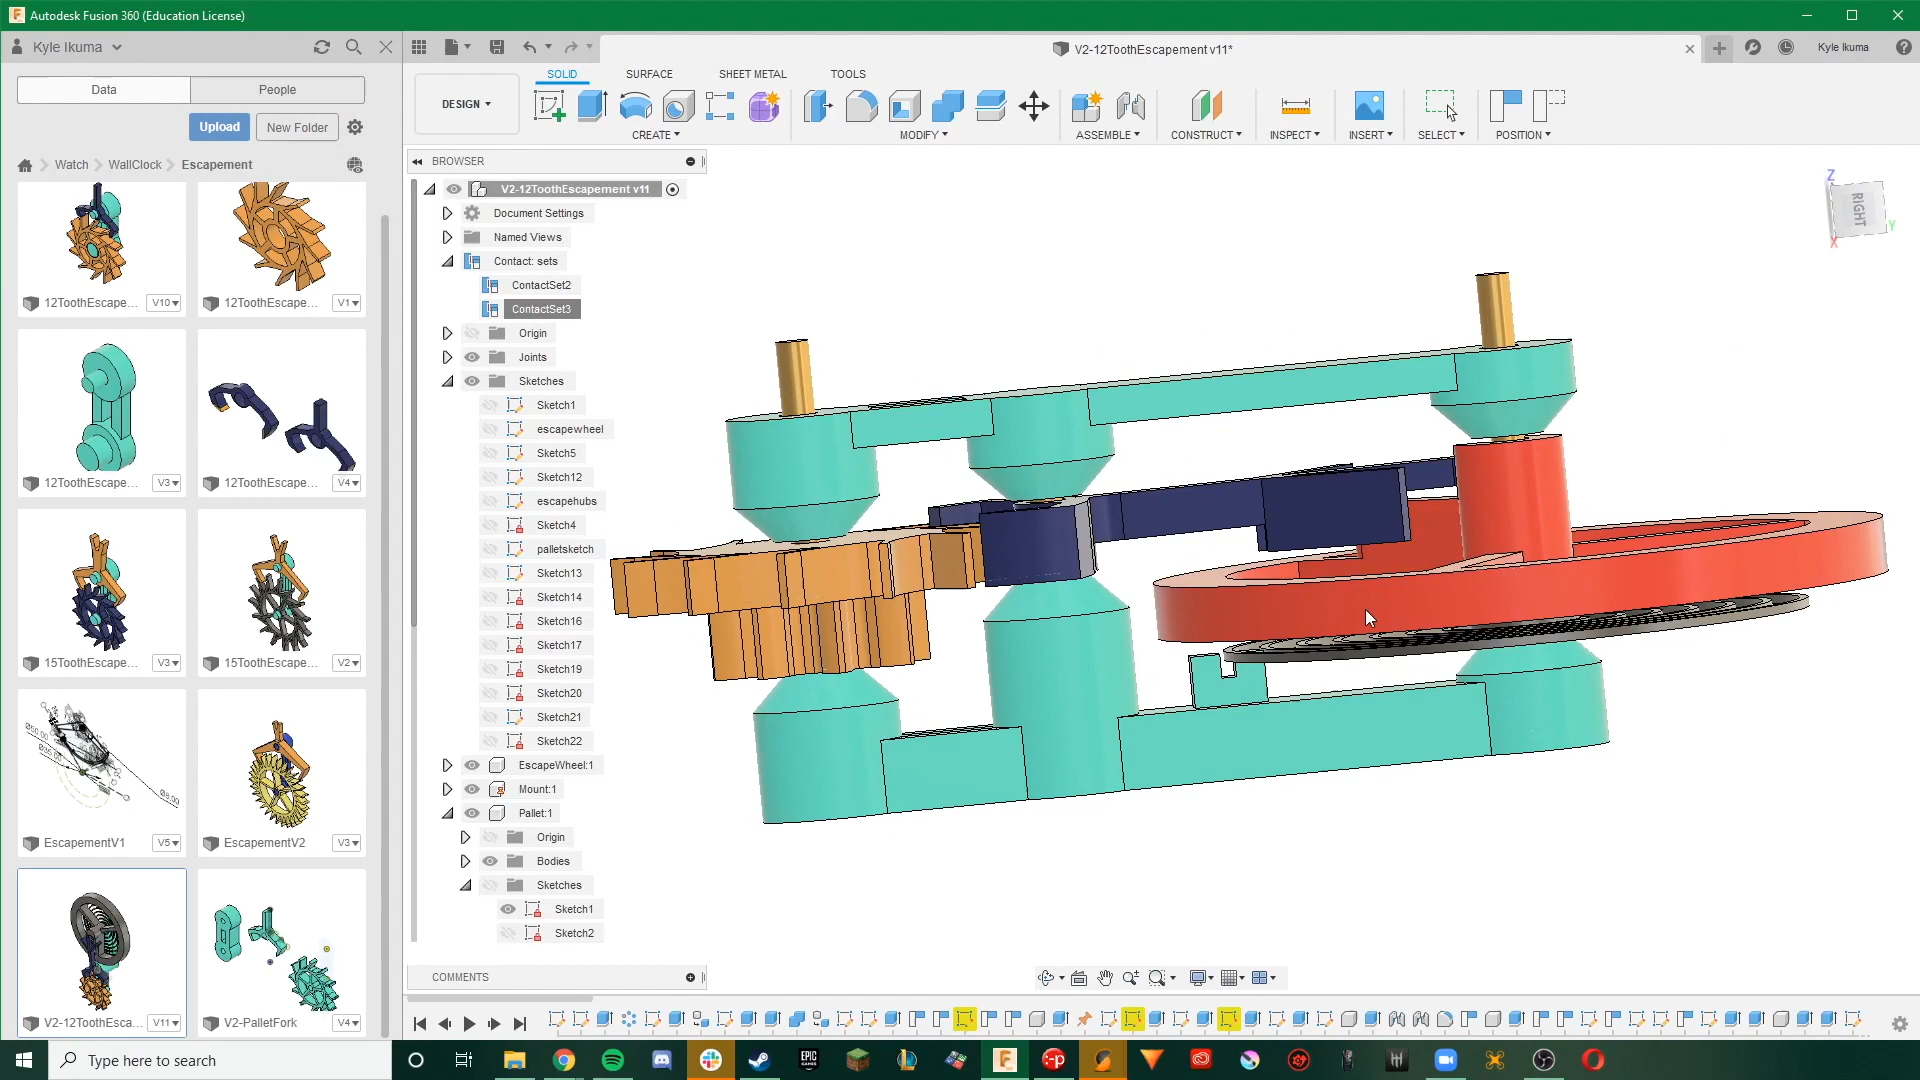 Autodesk Fusion 360 (Education License)
Kyle Ikuma
V2-12ToothEscapement v11*
Kyle Ikuma
Data
People
Upload
New Folder
Watch
WallClock
Escapement
12ToothEscape...
V10
12ToothEscape...
V1
12ToothEscape...
V3
12ToothEscape...
V4
15ToothEscape...
V3
15ToothEscape...
V2
EscapementV1
V5
EscapementV2
V3
V2-12ToothEsca...
V11
V2-PalletFork
V4
SOLID
SURFACE
SHEET METAL
TOOLS
DESIGN
CREATE
MODIFY
ASSEMBLE
CONSTRUCT
INSPECT
INSERT
SELECT
POSITION
BROWSER
V2-12ToothEscapement v11
Document Settings
Named Views
Contact: sets
ContactSet2
ContactSet3
Origin
Joints
Sketches
Sketch1
escapewheel
Sketch5
Sketch12
escapehubs
Sketch4
palletsketch
Sketch13
Sketch14
Sketch16
Sketch17
Sketch19
Sketch20
Sketch21
Sketch22
EscapeWheel:1
Mount:1
Pallet:1
Origin
Bodies
Sketches
Sketch1
Sketch2
COMMENTS
Z
RIGHT
Y
X
Type here to search